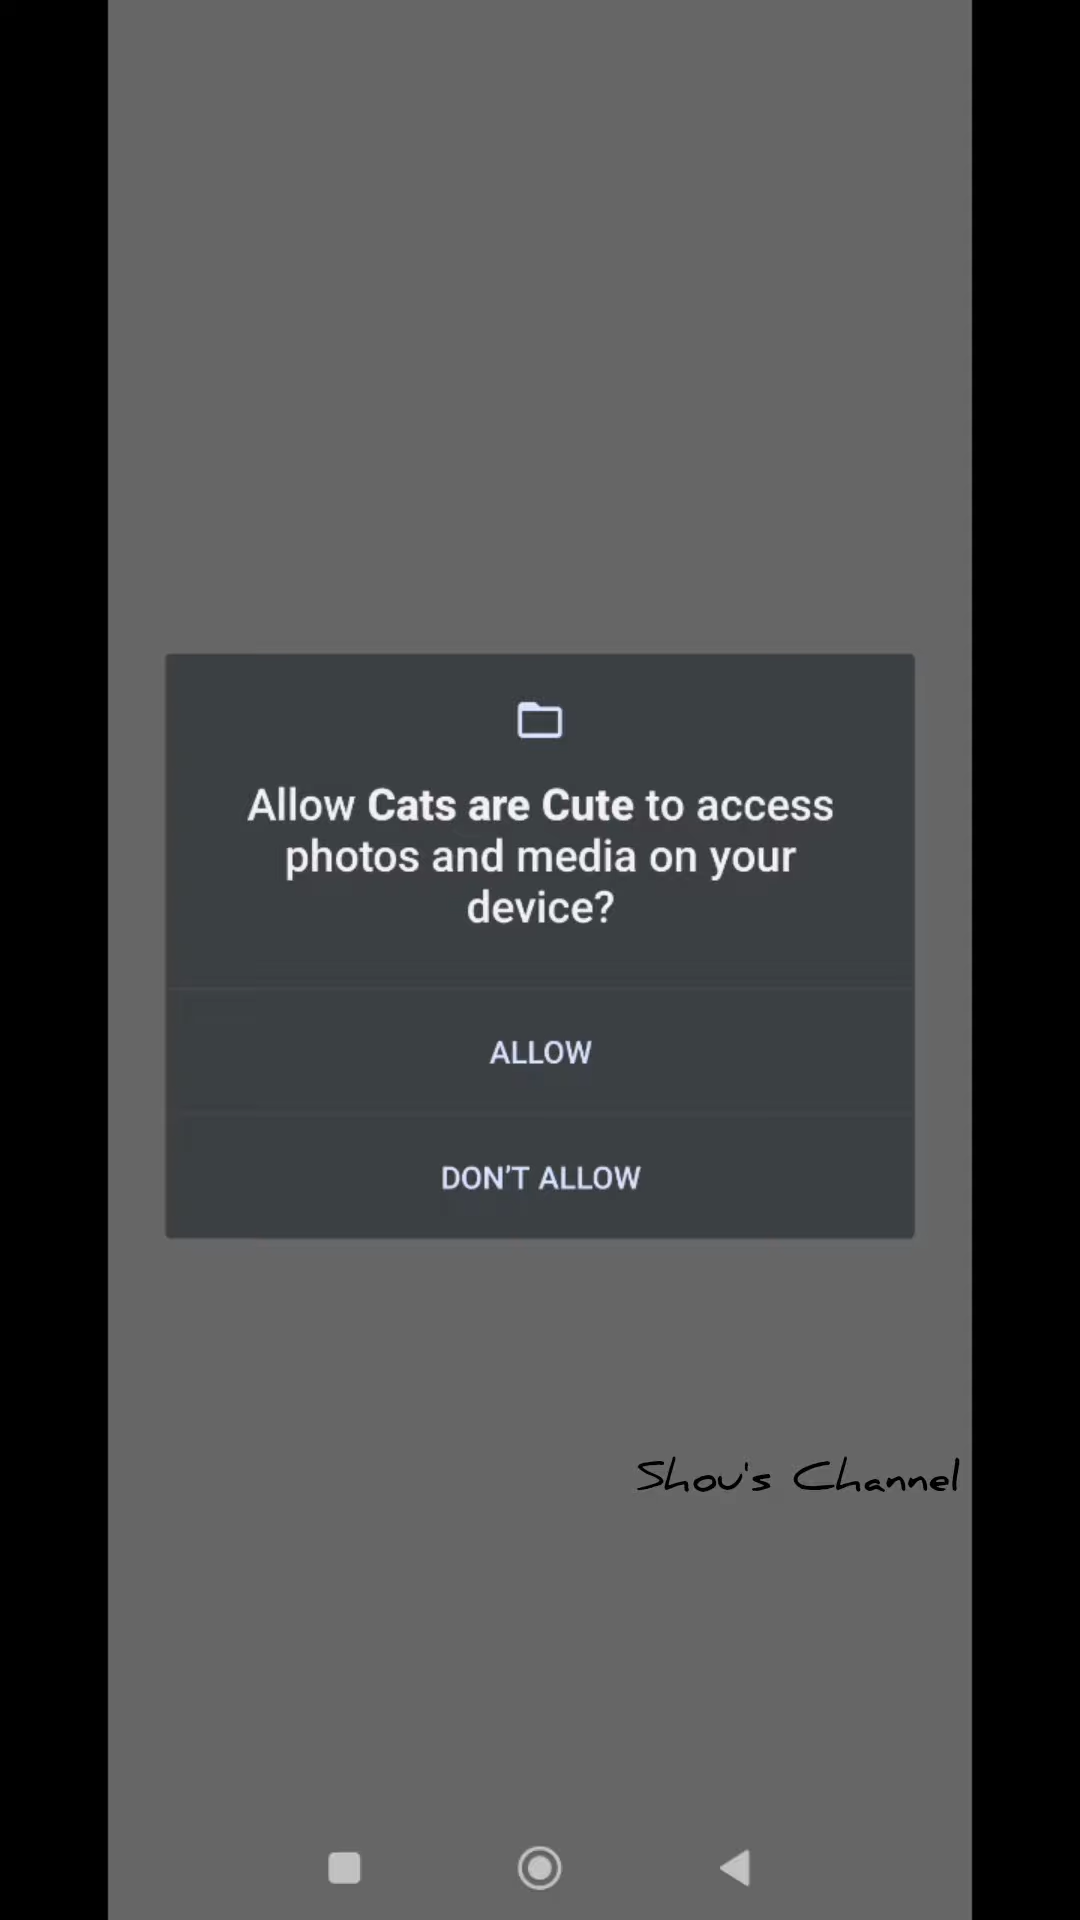 Allow Cats are Cute to access
photos and media on your
device?
ALLOW
DON’T ALLOW
Shou's Channel